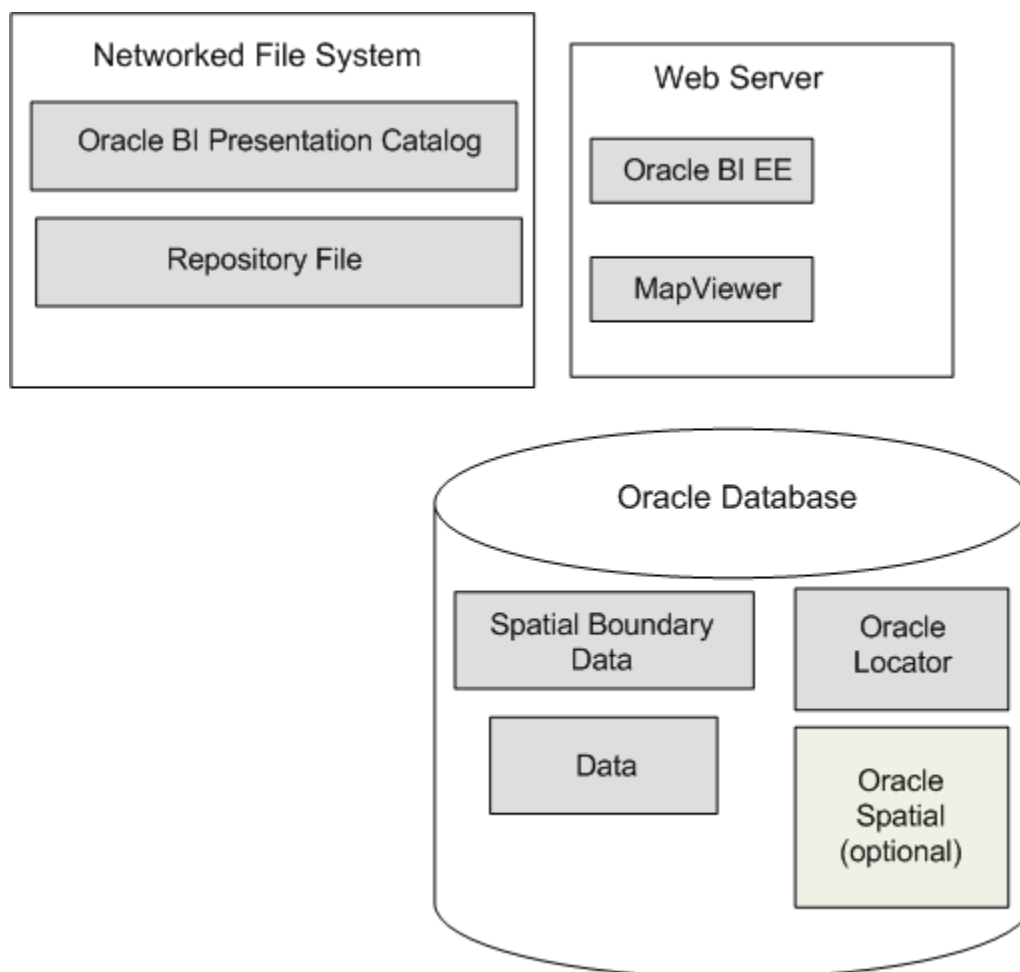 Networked File System
Oracle BI Presentation Catalog
Repository File
Web Server
Oracle BI EE
MapViewer
Oracle Database
Spatial Boundary
Data
Data
Oracle
Locator
Oracle
Spatial
(optional)